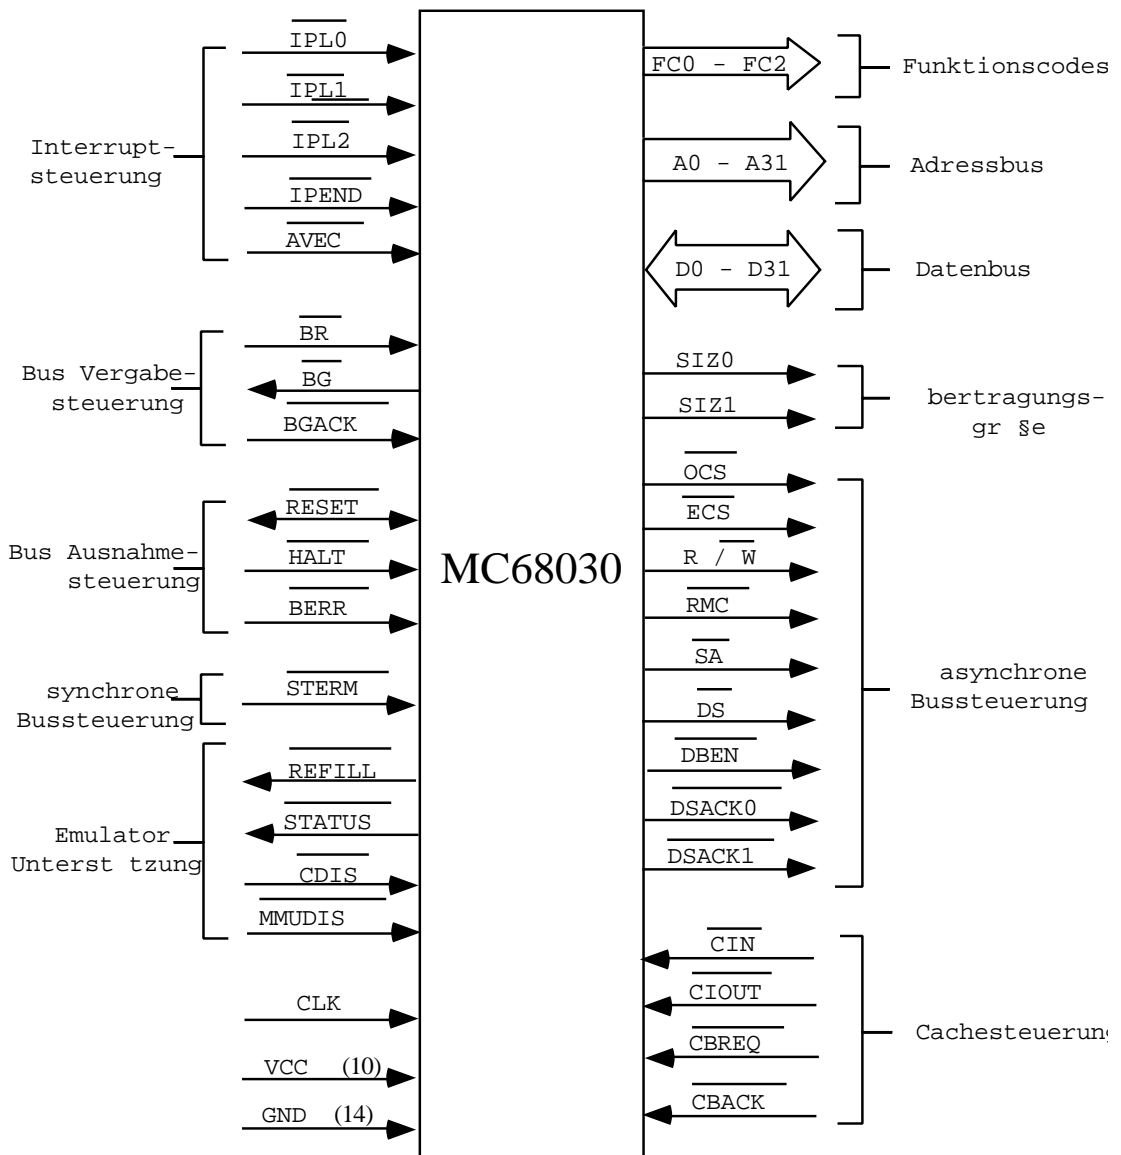 IPL0
IPL1
IPL2
IPEND
AVEC
Interrupt-
steuerung
BR
BG
BGACK
Bus Vergabe-
steuerung
RESET
HALT
BERR
Bus Ausnahme-
steuerung
STERM
synchrone
Bussteuerung
REFILL
STATUS
CDIS
MMUDIS
Emulator
Unterst tzung
CLK
VCC (10)
GND (14)
MC68030
FC0 - FC2
Funktionscodes
A0 - A31
Adressbus
D0 - D31
Datenbus
SIZ0
SIZ1
bertragungs-
gr §e
OCS
ECS
R / W
RMC
SA
DS
DBEN
DSACK0
DSACK1
asynchrone
Bussteuerung
CIN
CIOUT
CBREQ
CBACK
Cachesteuerung